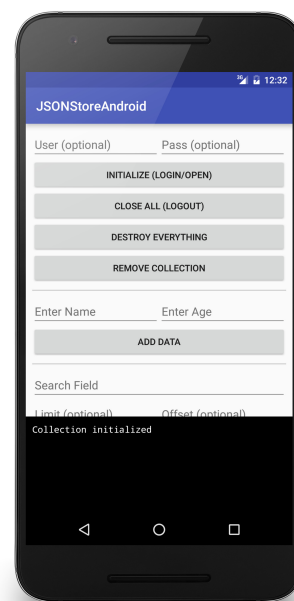 3G 12:32
JSONStoreAndroid
User (optional) Pass (optional)
INITIALIZE (LOGIN/OPEN)
CLOSE ALL (LOGOUT)
DESTROY EVERYTHING
REMOVE COLLECTION
Enter Name Enter Age
ADD DATA
Search Field
Limit (optional) Offset (optional)
Collection initialized